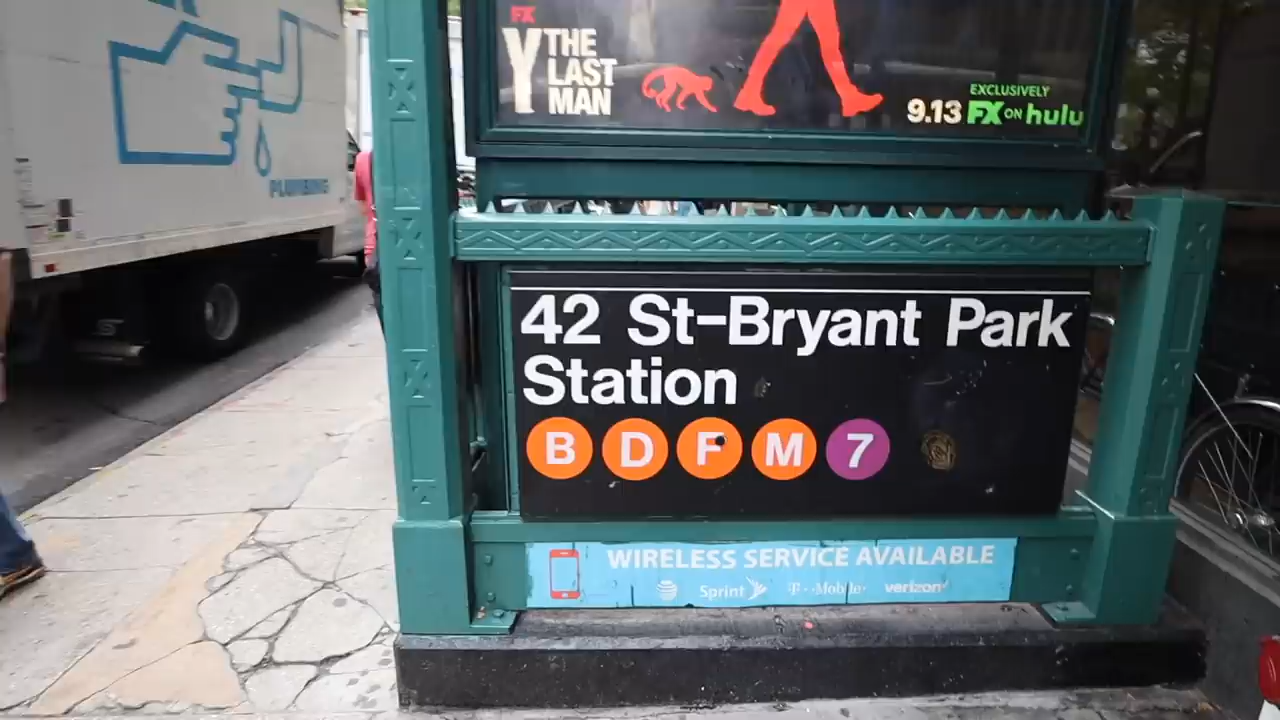 PLUMBING
FX
Y THE
LAST
MAN
EXCLUSIVELY
9.13 FX ON hulu
42 St-Bryant Park
Station
B D F M 7
WIRELESS SERVICE AVAILABLE
Sprint T-Mobile verizon